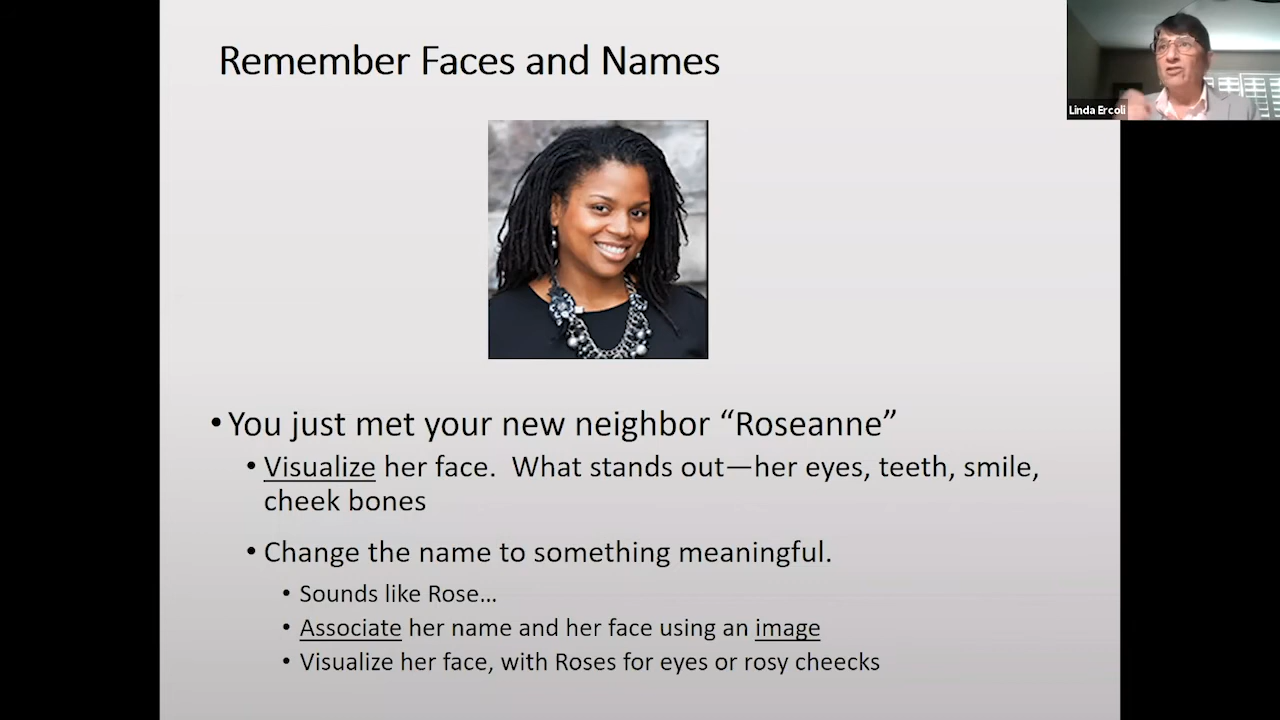 Remember Faces and Names
Linda Ercoli
• You just met your new neighbor “Roseanne”
• Visualize her face.  What stands out—her eyes, teeth, smile,
cheek bones
• Change the name to something meaningful.
• Sounds like Rose…
• Associate her name and her face using an image
• Visualize her face, with Roses for eyes or rosy cheecks